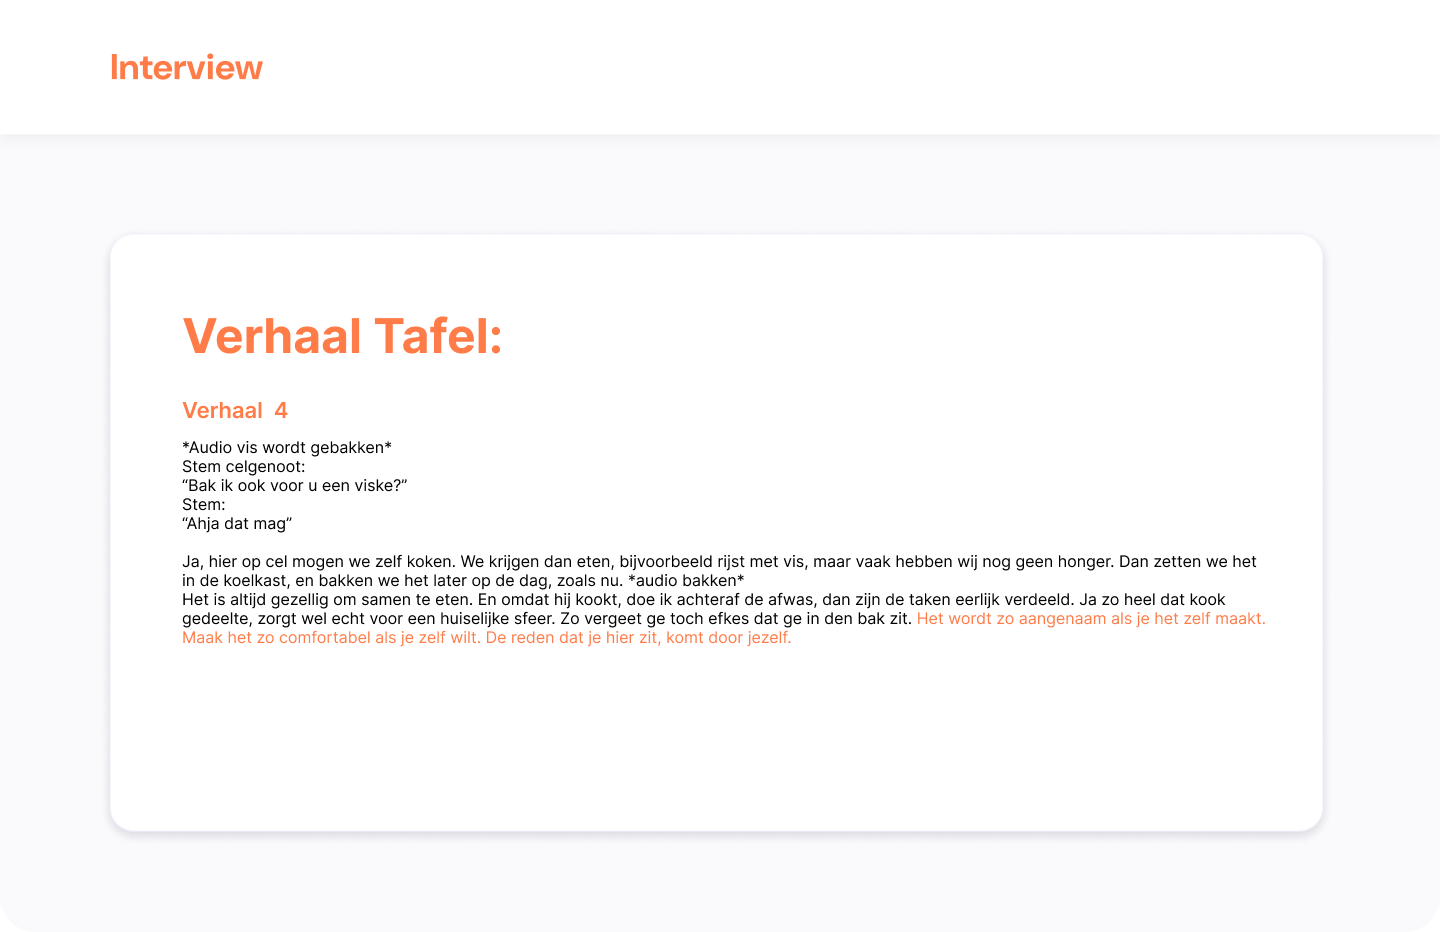 Interview
Verhaal Tafel:
Verhaal 4
*Audio vis wordt gebakken*
Stem celgenoot:
“Bak ik ook voor u een viske?”
Stem:
“Ahja dat mag”
Ja, hier op cel mogen we zelf koken. We krijgen dan eten, bijvoorbeeld rijst met vis, maar vaak hebben wij nog geen honger. Dan zetten we het
in de koelkast, en bakken we het later op de dag, zoals nu. *audio bakken*
Het is altijd gezellig om samen te eten. En omdat hij kookt, doe ik achteraf de afwas, dan zijn de taken eerlijk verdeeld. Ja zo heel dat kook
gedeelte, zorgt wel echt voor een huiselijke sfeer. Zo vergeet ge toch efkes dat ge in den bak zit. Het wordt zo aangenaam als je het zelf maakt.
Maak het zo comfortabel als je zelf wilt. De reden dat je hier zit, komt door jezelf.